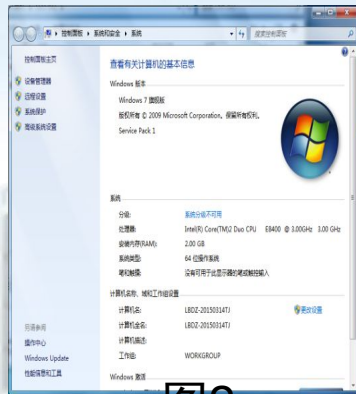 控制面板 ▸ 系统和安全 ▸ 系统
搜索控制面板
控制面板主页
设备管理器
远程设置
系统保护
高级系统设置
另请参阅
操作中心
Windows Update
性能信息和工具
查看有关计算机的基本信息
Windows 版本
Windows 7 旗舰版
版权所有 © 2009 Microsoft Corporation。保留所有权利。
Service Pack 1
系统
分级: 系统分级不可用
处理器: Intel(R) Core(TM)2 Duo CPU E8400 @ 3.00GHz 3.00 GHz
安装内存(RAM): 2.00 GB
系统类型: 64 位操作系统
笔和触摸: 没有可用于此显示器的笔或触控输入
计算机名称、域和工作组设置
计算机名: LBDZ-20150314TJ 更改设置
计算机全名: LBDZ-20150314TJ
计算机描述:
工作组: WORKGROUP
Windows 激活